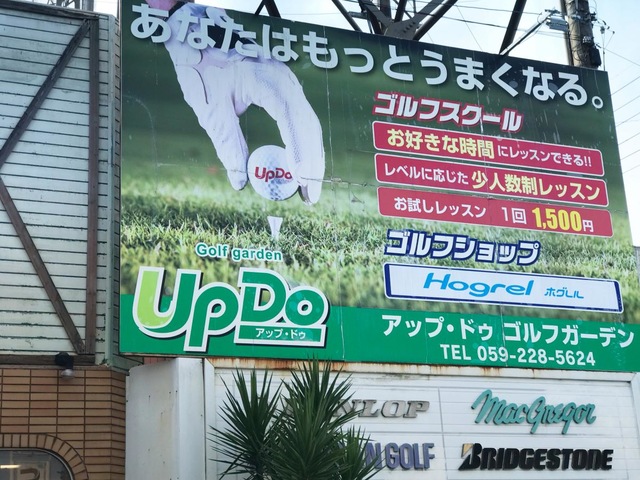 あなたはもっとうまくなる。
ゴルフスクール
お好きな時間にレッスンできる!!
レベルに応じた 少人数制レッスン
お試しレッスン 1回 1,500円
UpDo
Golf garden
UpDo
アップ・ドゥ
ゴルフショップ
Hogrel ホグレル
アップ・ドゥ ゴルフガーデン
TEL 059-228-5624
MacGregor
GOLF
BRIDGESTONE